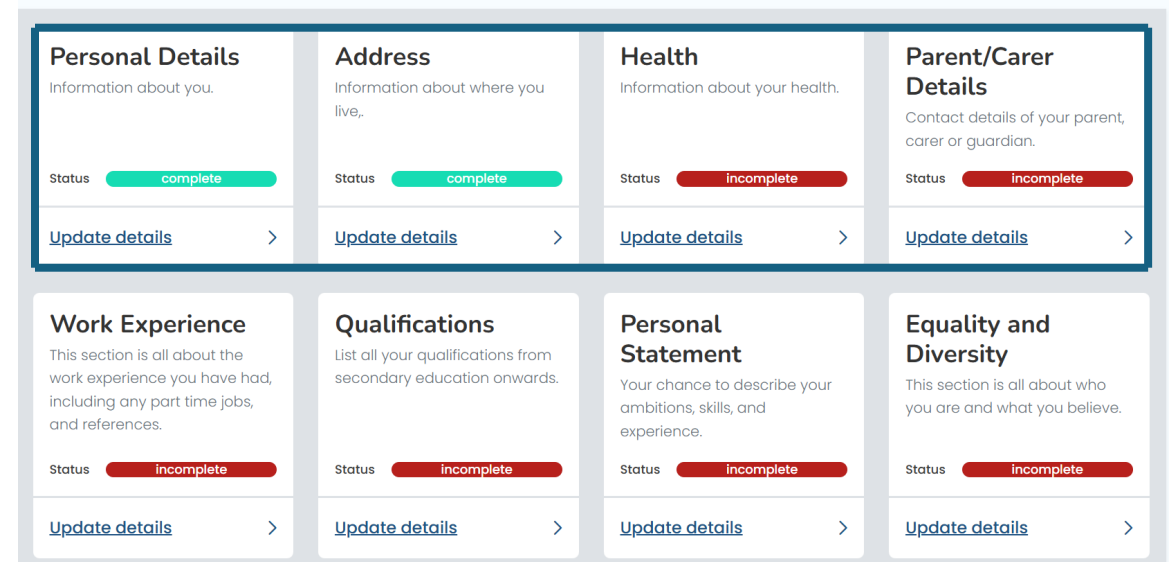 Personal Details
Information about you.
Status complete
Update details
Address
Information about where you
live,.
Status complete
Update details
Health
Information about your health.
Status incomplete
Update details
Parent/Carer
Details
Contact details of your parent,
carer or guardian.
Status incomplete
Update details
Work Experience
This section is all about the
work experience you have had,
including any part time jobs,
and references.
Status incomplete
Update details
Qualifications
List all your qualifications from
secondary education onwards.
Status incomplete
Update details
Personal
Statement
Your chance to describe your
ambitions, skills, and
experience.
Status incomplete
Update details
Equality and
Diversity
This section is all about who
you are and what you believe.
Status incomplete
Update details